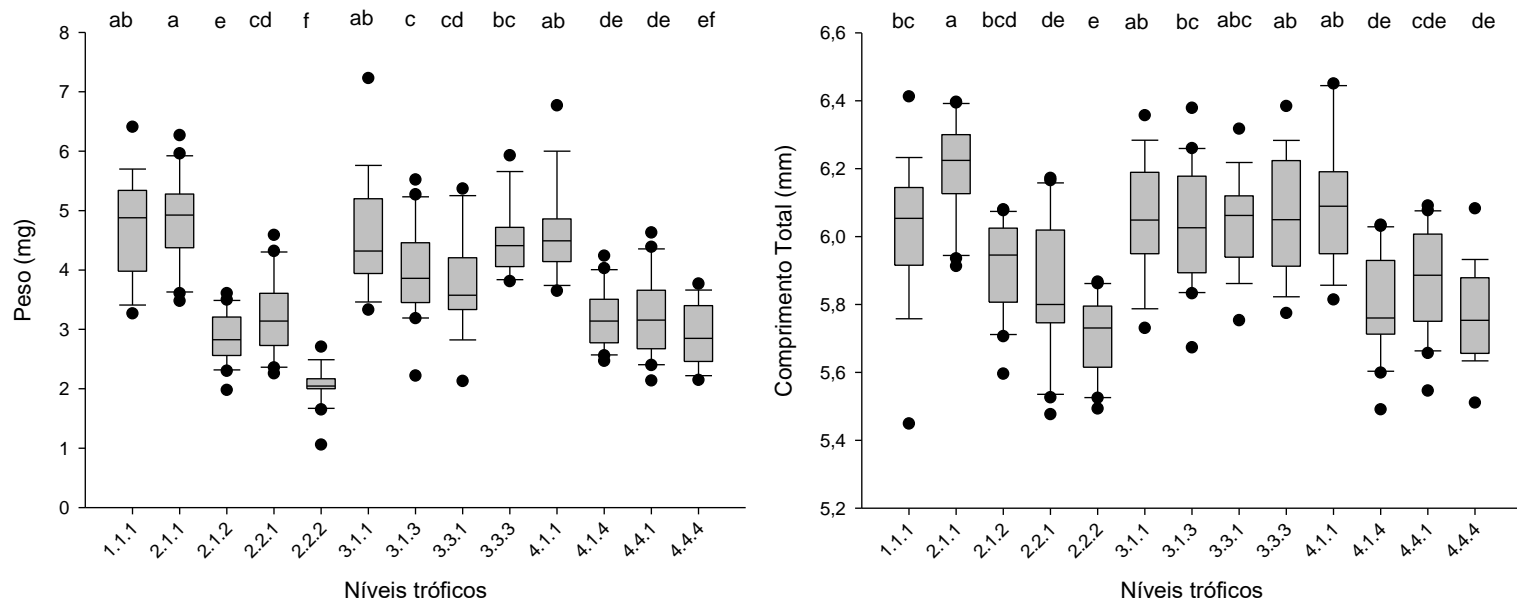 ab a e cd f ab c cd bc ab de de ef
8
7
6
5
4
3
2
1
0
Peso (mg)
1.1.1 2.1.1 2.1.2 2.2.1 2.2.2 3.1.1 3.1.3 3.3.1 3.3.3 4.1.1 4.1.4 4.4.1 4.4.4
Níveis tróficos
bc a bcd de e ab bc abc ab ab de cde de
6,6
6,4
6,2
6,0
5,8
5,6
5,4
5,2
Comprimento Total (mm)
1.1.1 2.1.1 2.1.2 2.2.1 2.2.2 3.1.1 3.1.3 3.3.1 3.3.3 4.1.1 4.1.4 4.4.1 4.4.4
Níveis tróficos